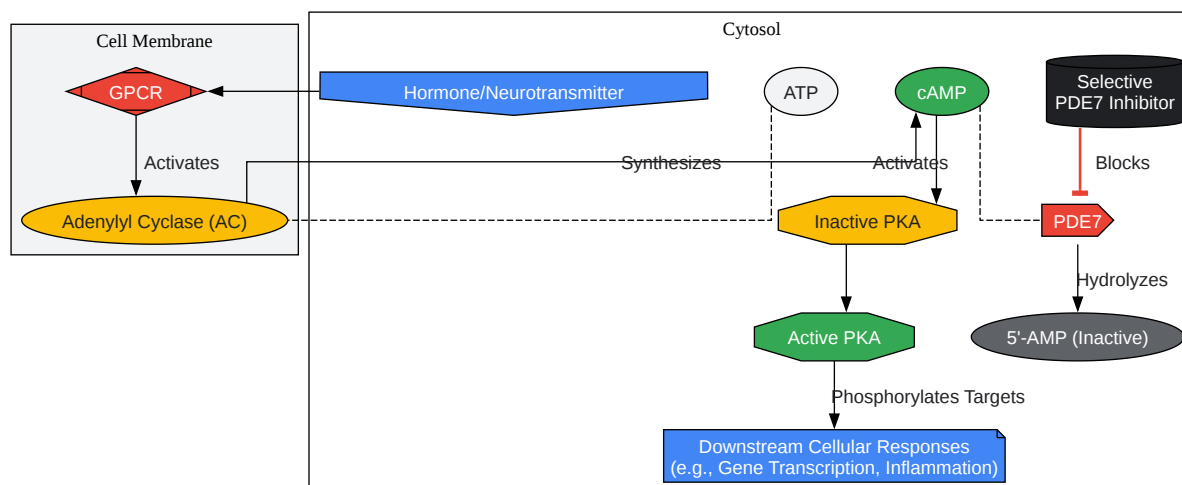 Cell Membrane
Cytosol
GPCR
Hormone/Neurotransmitter
ATP
cAMP
Selective
PDE7 Inhibitor
Activates
Synthesizes
Activates
Blocks
Adenylyl Cyclase (AC)
Inactive PKA
PDE7
Hydrolyzes
Active PKA
5'-AMP (Inactive)
Phosphorylates Targets
Downstream Cellular Responses
(e.g., Gene Transcription, Inflammation)